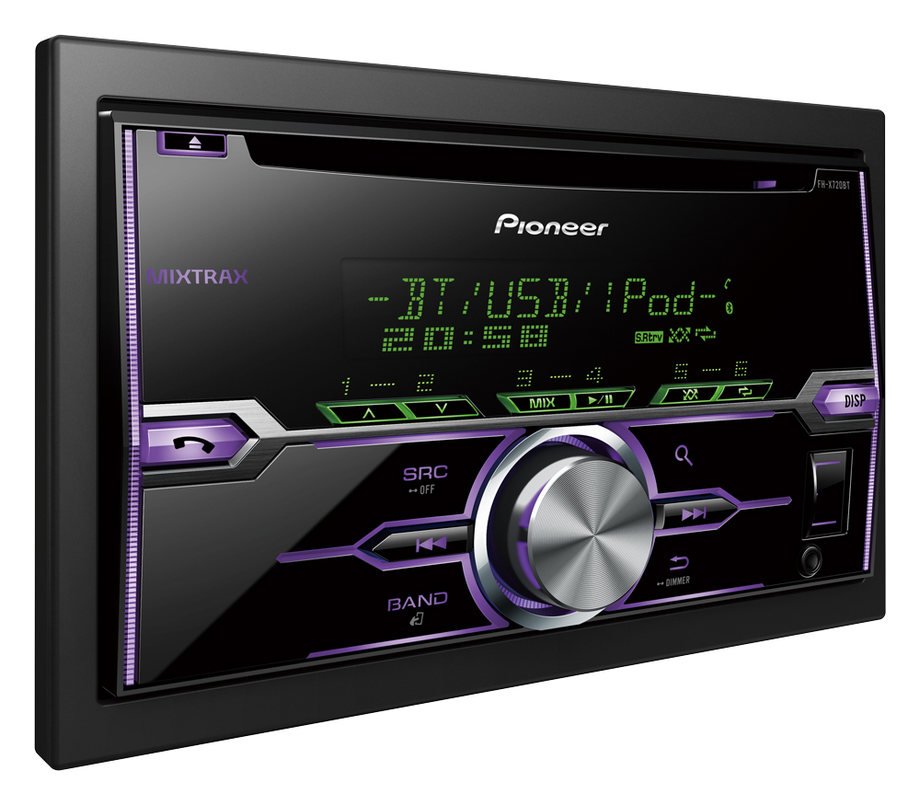 FH-X720BT
Pioneer
MIXTRAX
-BT/USB/iPod-
20:58
S.Rtrv
1 --- 2 3 --- 4 5 --- 6
MIX
DISP
SRC
OFF
BAND
DIMMER